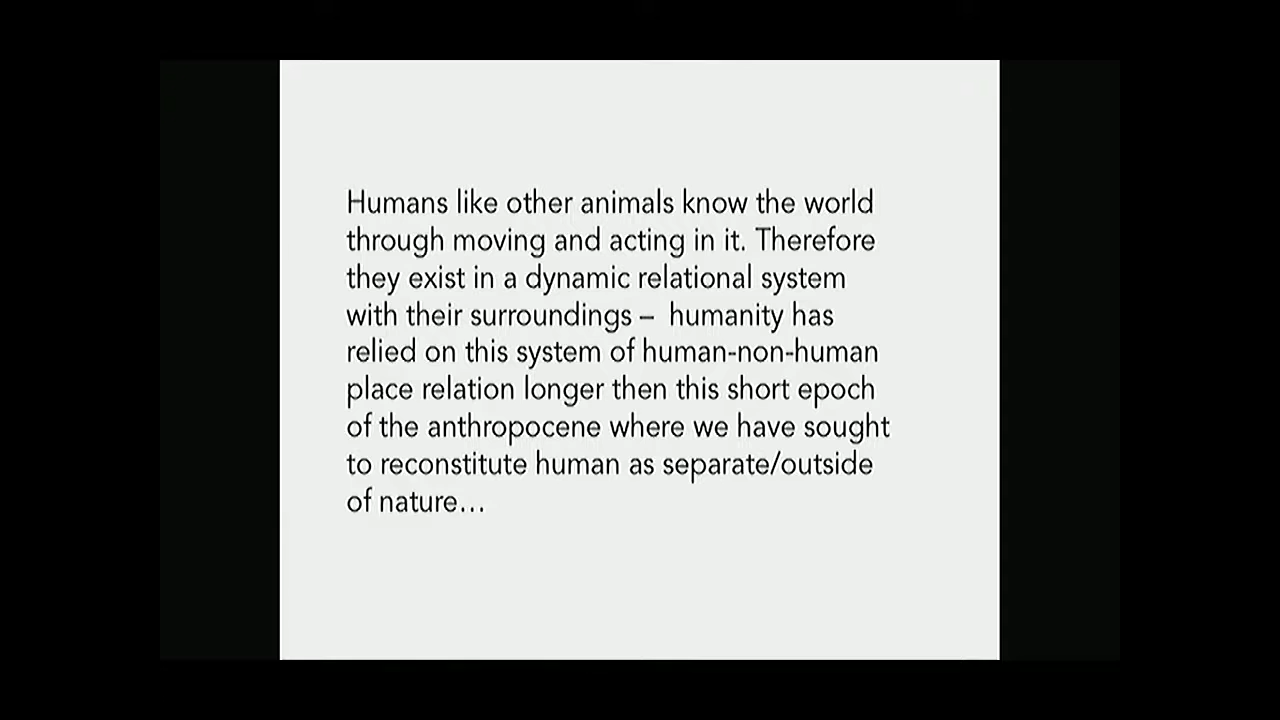 Humans like other animals know the world
through moving and acting in it. Therefore
they exist in a dynamic relational system
with their surroundings –  humanity has
relied on this system of human-non-human
place relation longer then this short epoch
of the anthropocene where we have sought
to reconstitute human as separate/outside
of nature…